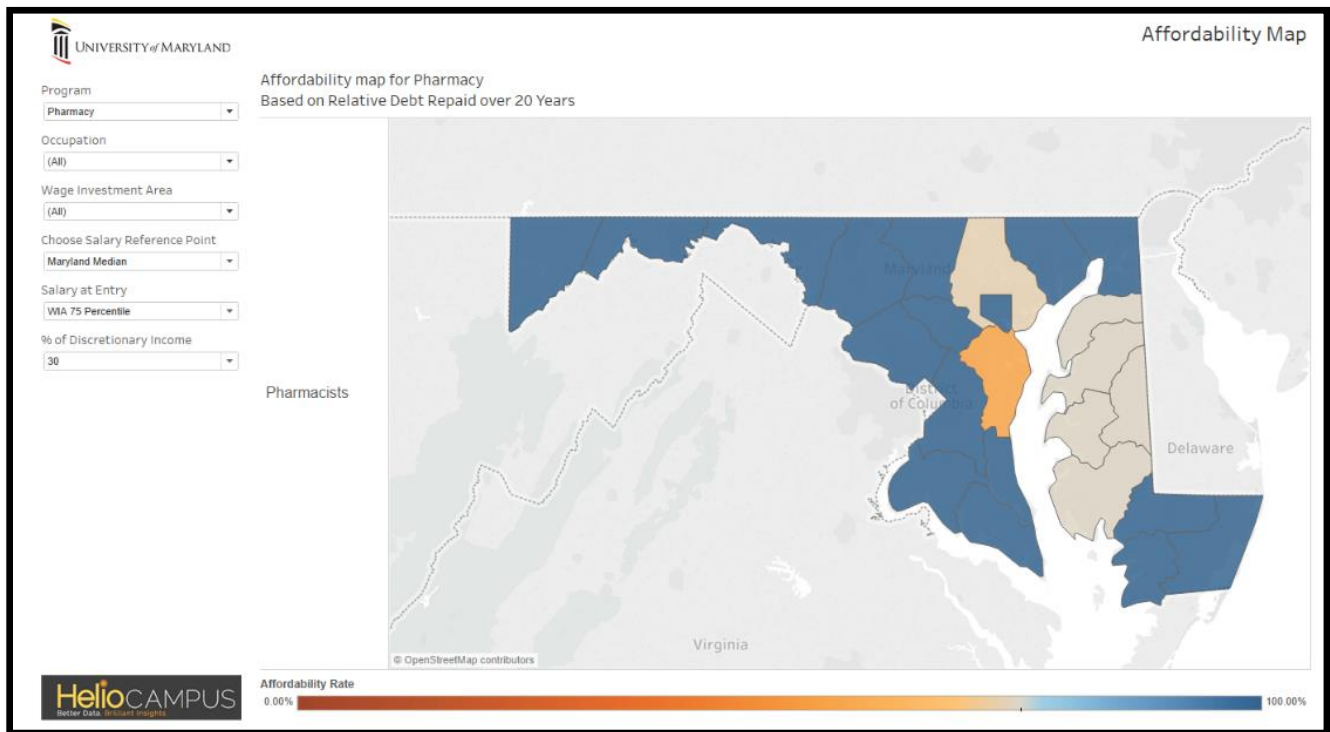 UNIVERSITY of MARYLAND
Affordability Map
Program
Pharmacy
Occupation
(All)
Wage Investment Area
(All)
Choose Salary Reference Point
Maryland Median
Salary at Entry
WIA 75 Percentile
% of Discretionary Income
30
Affordability map for Pharmacy
Based on Relative Debt Repaid over 20 Years
Pharmacists
Maryland
District
of Columbia
Delaware
Virginia
© OpenStreetMap contributors
HelioCAMPUS
Better Data. Brilliant Insights.
Affordability Rate
0.00%
100.00%